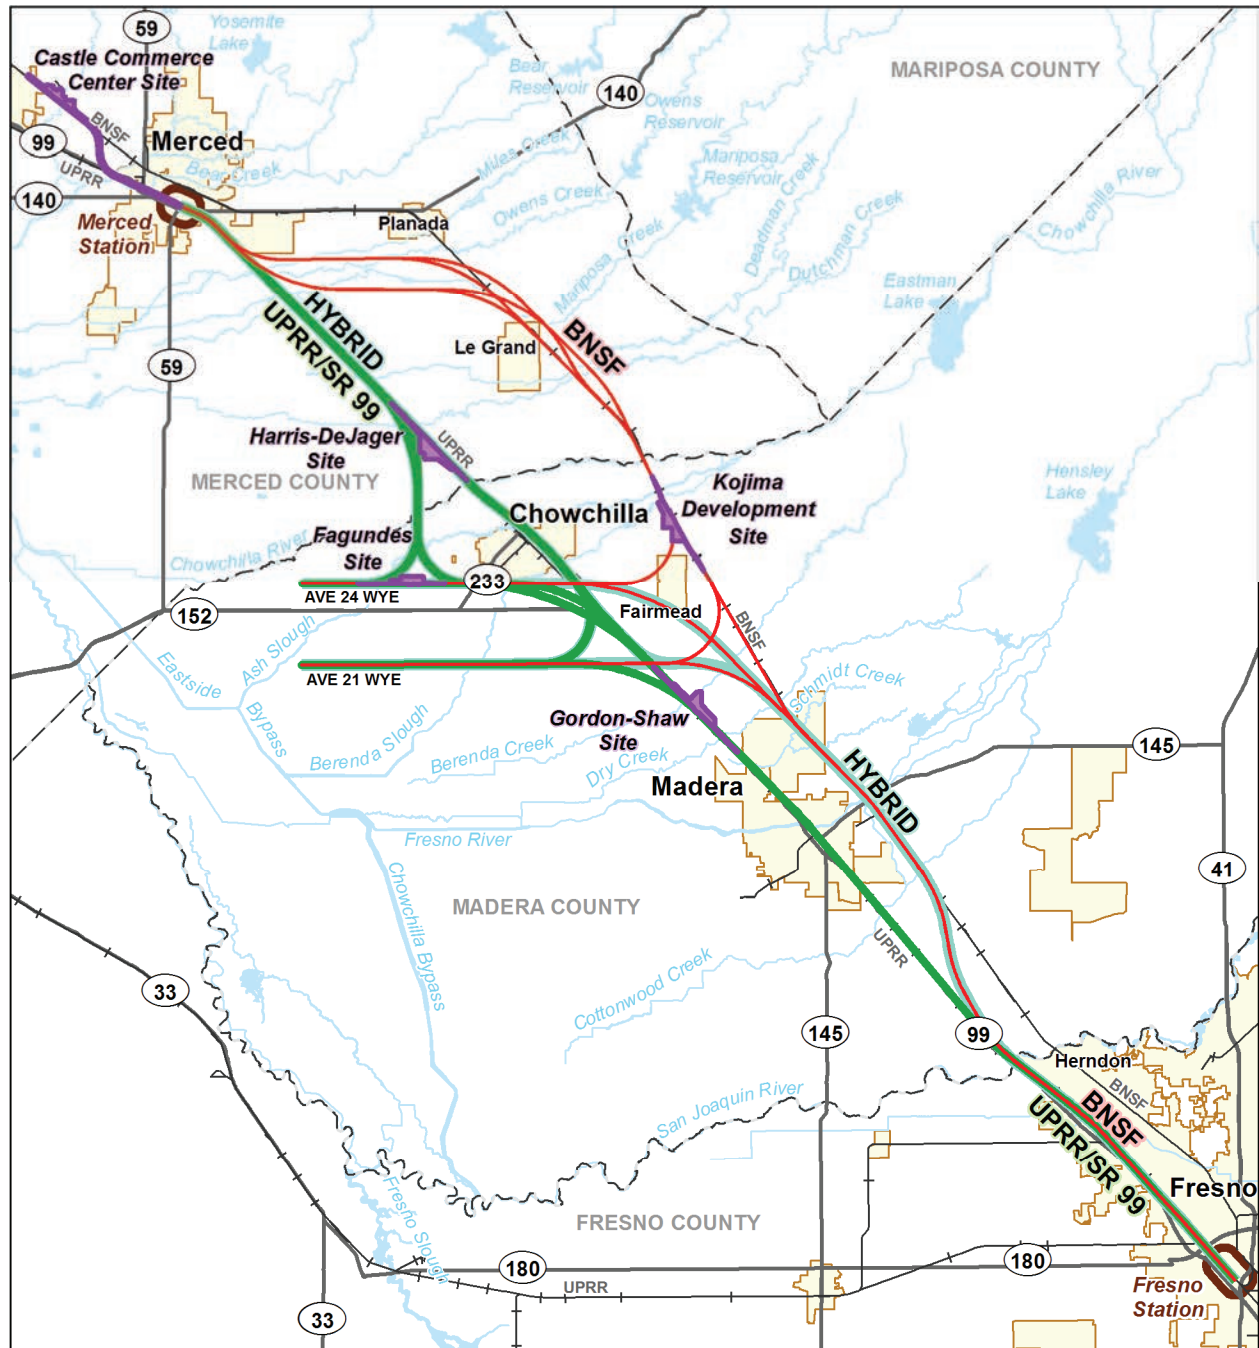 59
Yosemite
Lake
Castle Commerce
Center Site
Bear
Reservoir
MARIPOSA COUNTY
140
Owens
Reservoir
BNSF
99
Merced
Miles Creek
Mariposa
Reservoir
Bear Creek
UPRR
Deadman Creek
Chowchilla River
140
Owens Creek
Merced
Station
Planada
Dutchman Creek
Mariposa Creek
Eastman
Lake
HYBRID
UPRR/SR 99
BNSF
Le Grand
59
Harris-DeJager
Site
UPRR
Hensley
Lake
MERCED COUNTY
Kojima
Development
Site
Chowchilla
Fagundes
Site
Chowchilla River
233
AVE 24 WYE
152
Fairmead
BNSF
Ash Slough
Eastside
Bypass
AVE 21 WYE
Schmidt Creek
Gordon-Shaw
Site
Berenda Slough
Berenda Creek
Dry Creek
145
HYBRID
Madera
Fresno River
41
Chowchilla Bypass
MADERA COUNTY
UPRR
Cottonwood Creek
33
145
99
Herndon
BNSF
San Joaquin River
BNSF
UPRR/SR 99
Fresno
Fresno Slough
FRESNO COUNTY
180
180
UPRR
Fresno
Station
33